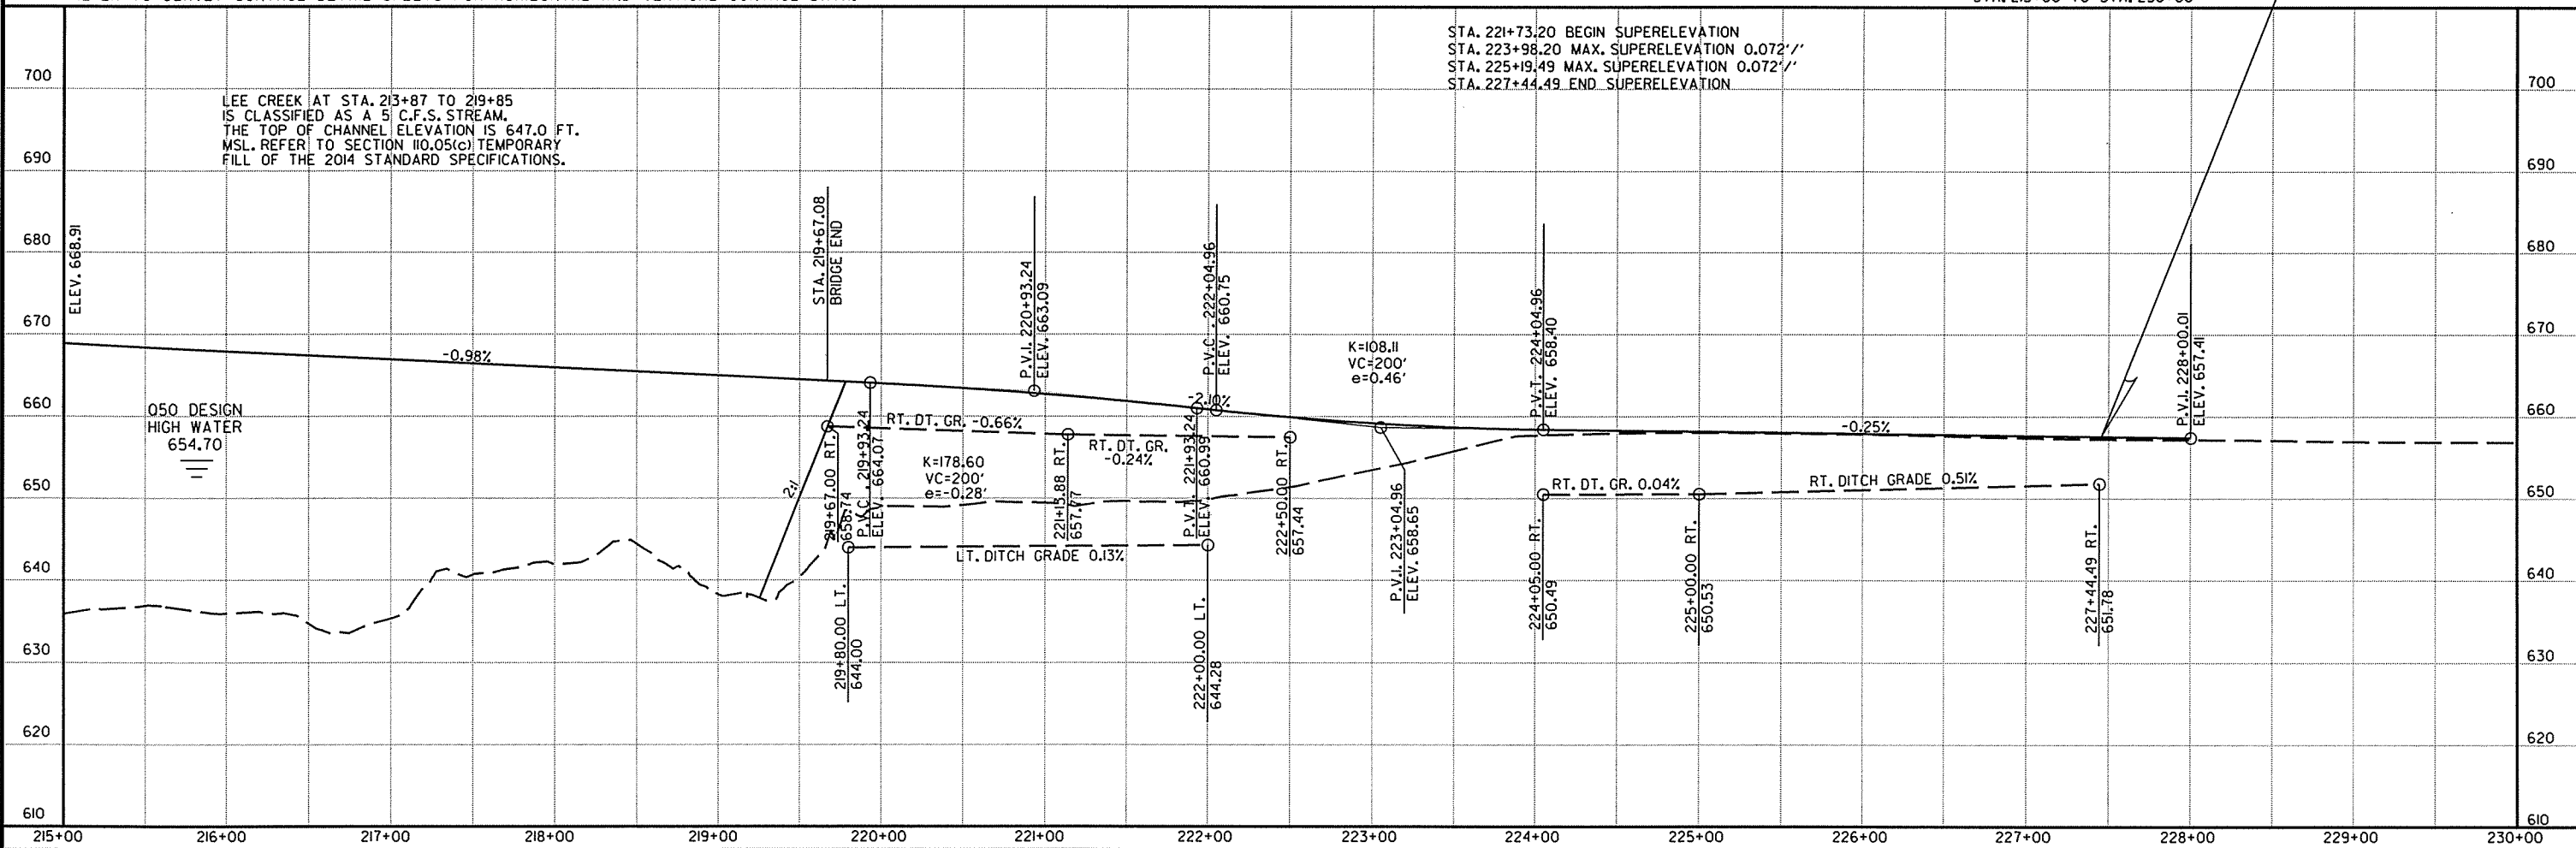 STA. 221+73.20 BEGIN SUPERELEVATION
STA. 223+98.20 MAX. SUPERELEVATION 0.072'/'
STA. 225+19.49 MAX. SUPERELEVATION 0.072'/'
STA. 227+44.49 END SUPERELEVATION
700
700
LEE CREEK AT STA. 213+87 TO 219+85
IS CLASSIFIED AS A 5 C.F.S. STREAM.
THE TOP OF CHANNEL ELEVATION IS 647.0 FT.
MSL. REFER TO SECTION 110.05(c) TEMPORARY
FILL OF THE 2014 STANDARD SPECIFICATIONS.
690
690
680
680
ELEV. 668.91
STA. 219+67.08
BRIDGE END
P.V.I. 220+93.24
ELEV. 663.09
P.V.C. 222+04.96
ELEV. 660.75
P.V.T. 224+04.96
ELEV. 658.40
P.V.I. 228+00.01
ELEV. 657.41
670
670
-0.98%
K=108.11
VC=200'
e=0.46'
-2.10%
660
660
Q50 DESIGN
HIGH WATER
654.70
RT. DT. GR. -0.66%
RT. DT. GR.
-0.24%
-0.25%
2:1
219+67.00 RT.
658.74
P.V.C. 219+93.24
ELEV. 664.07
K=178.60
VC=200'
e=-0.28'
221+13.88 RT.
657.77
P.V.T. 221+93.24
ELEV. 660.99
222+50.00 RT.
657.44
P.V.I. 223+04.96
ELEV. 658.65
650
650
RT. DT. GR. 0.04%
RT. DITCH GRADE 0.51%
LT. DITCH GRADE 0.13%
640
640
219+80.00 LT.
644.00
222+00.00 LT.
644.28
224+05.00 RT.
650.49
225+00.00 RT.
650.53
227+44.49 RT.
651.78
630
630
620
620
610
610
215+00 216+00 217+00 218+00 219+00 220+00 221+00 222+00 223+00 224+00 225+00 226+00 227+00 228+00 229+00 230+00